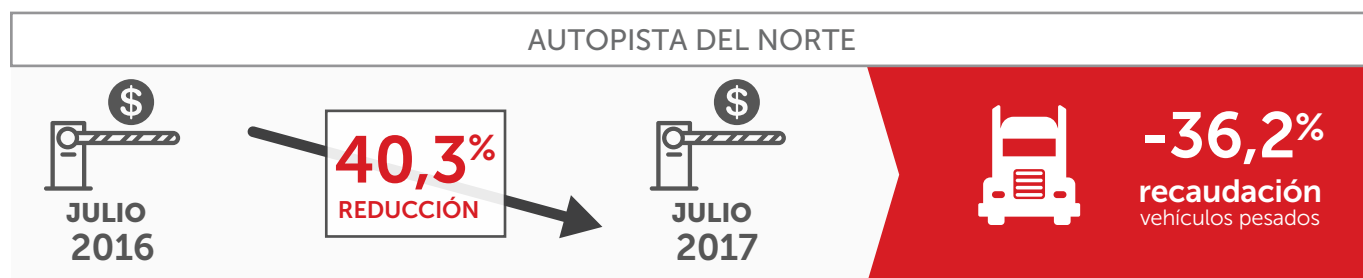 AUTOPISTA DEL NORTE
$
JULIO
2016
40,3%
REDUCCIÓN
$
JULIO
2017
-36,2%
recaudación
vehículos pesados